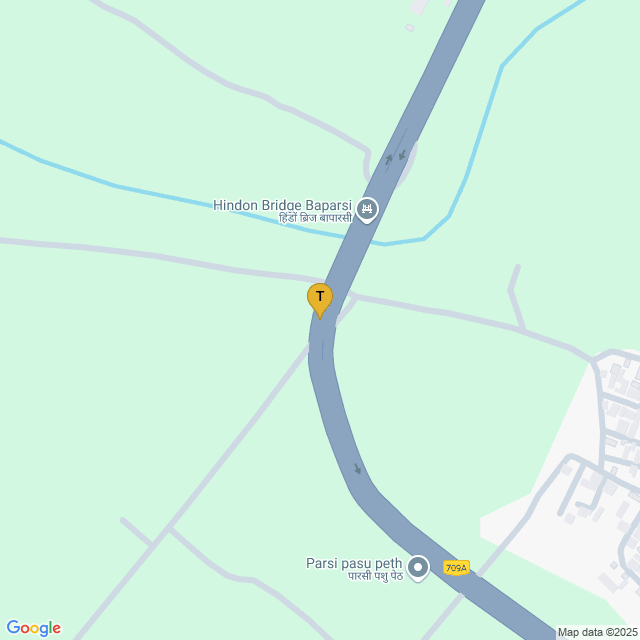 Hindon Bridge Baparsi
हिंडों ब्रिज बापारसी
T
Parsi pasu peth
पारसी पशु पेठ
709A
Google
Map data ©2025